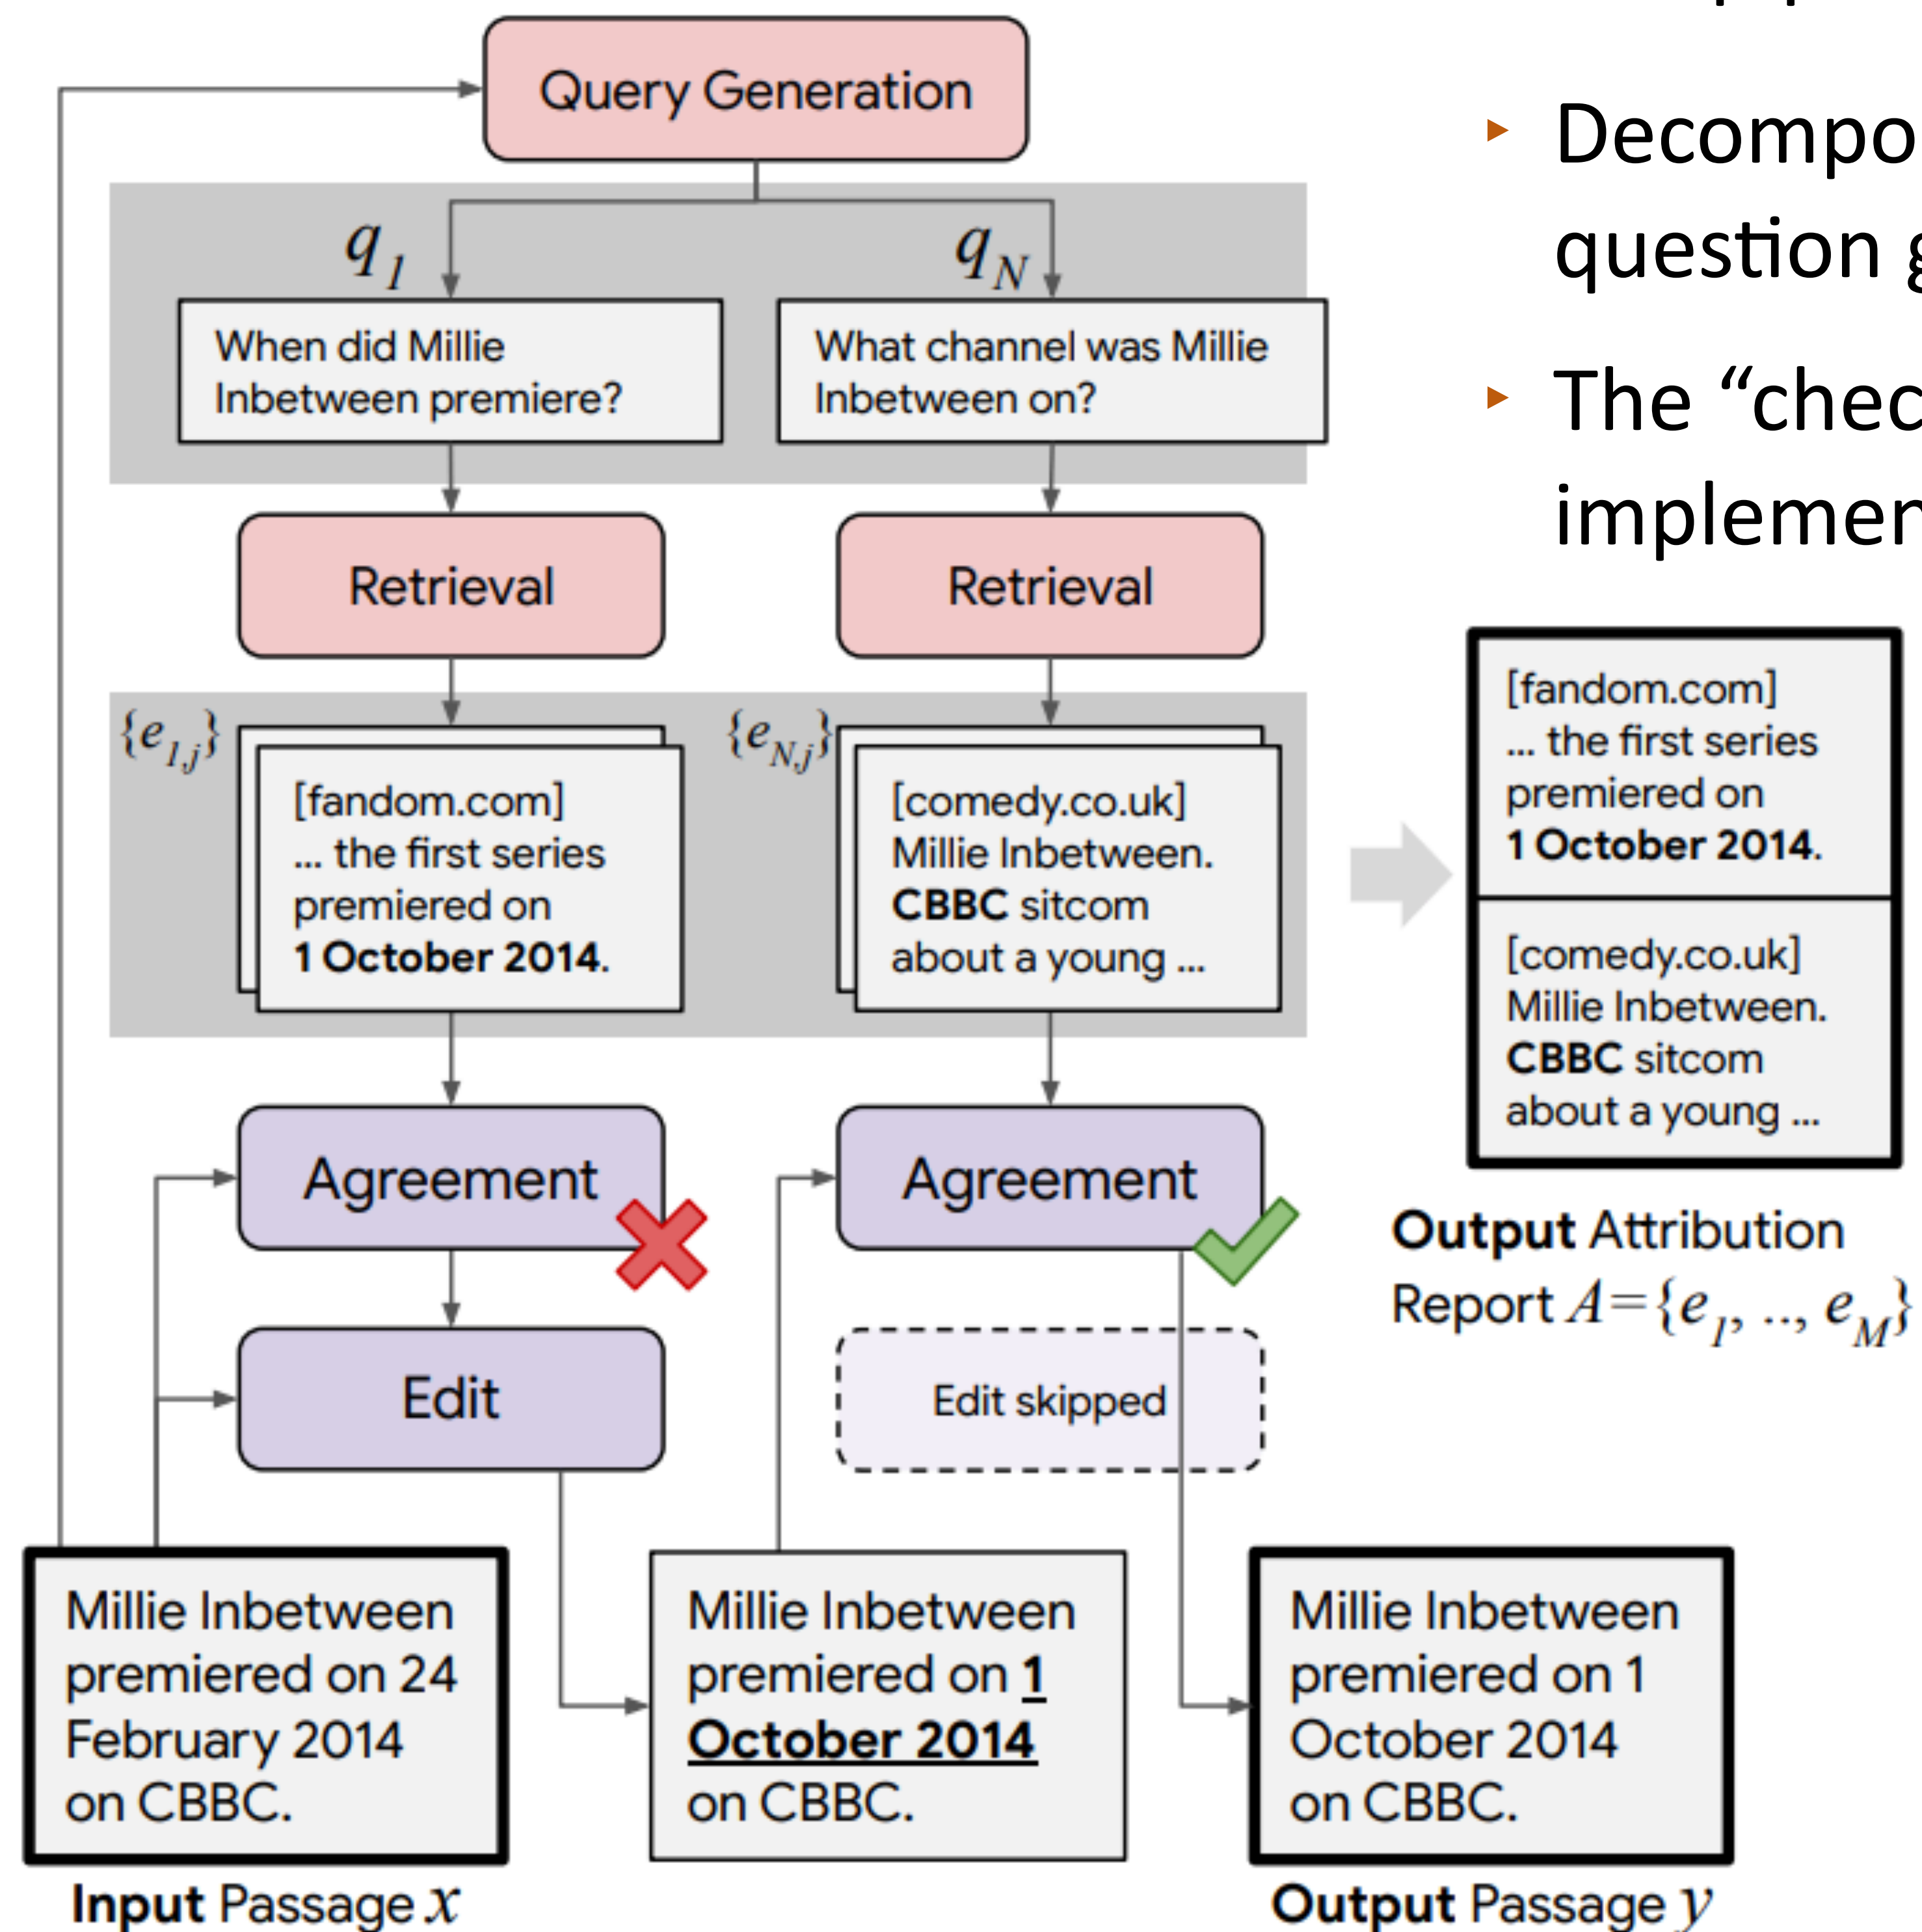 Query Generation
q1
qN
When did Millie
Inbetween premiere?
What channel was Millie
Inbetween on?
Retrieval
Retrieval
{e1,j}
[fandom.com]
... the first series
premiered on
1 October 2014.
{eN,j}
[comedy.co.uk]
Millie Inbetween.
CBBC sitcom
about a young ...
Agreement
Agreement
Edit
Edit skipped
Millie Inbetween
premiered on 24
February 2014
on CBBC.
Input Passage x
Millie Inbetween
premiered on 1
October 2014
on CBBC.
Millie Inbetween
premiered on 1
October 2014
on CBBC.
Output Passage y
[fandom.com]
... the first series
premiered on
1 October 2014.
[comedy.co.uk]
Millie Inbetween.
CBBC sitcom
about a young ...
Output Attribution
Report A={e1, .., eM}
▸ Decompo
question
▸ The “chec
implemen